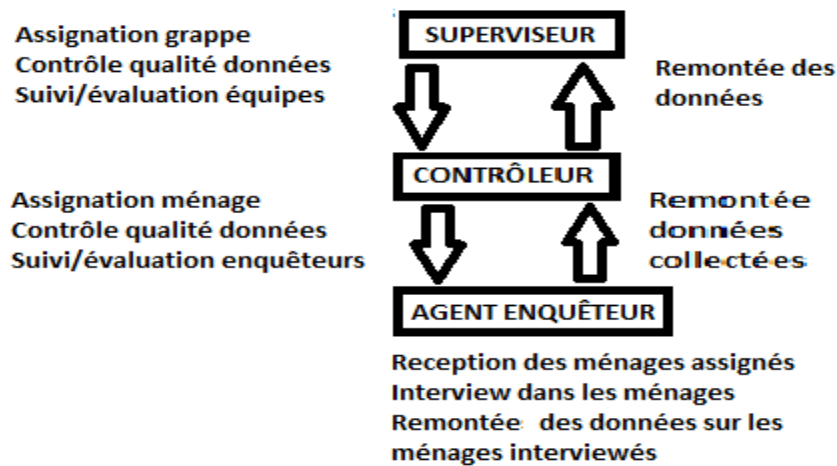 SUPERVISEUR
Assignation grappe
Contrôle qualité données
Suivi/évaluation équipes
Remontée des
données
CONTRÔLEUR
Assignation ménage
Contrôle qualité données
Suivi/évaluation enquêteurs
Remontée
données
collectées
AGENT ENQUÊTEUR
Reception des ménages assignés
Interview dans les ménages
Remontée des données sur les
ménages interviewés